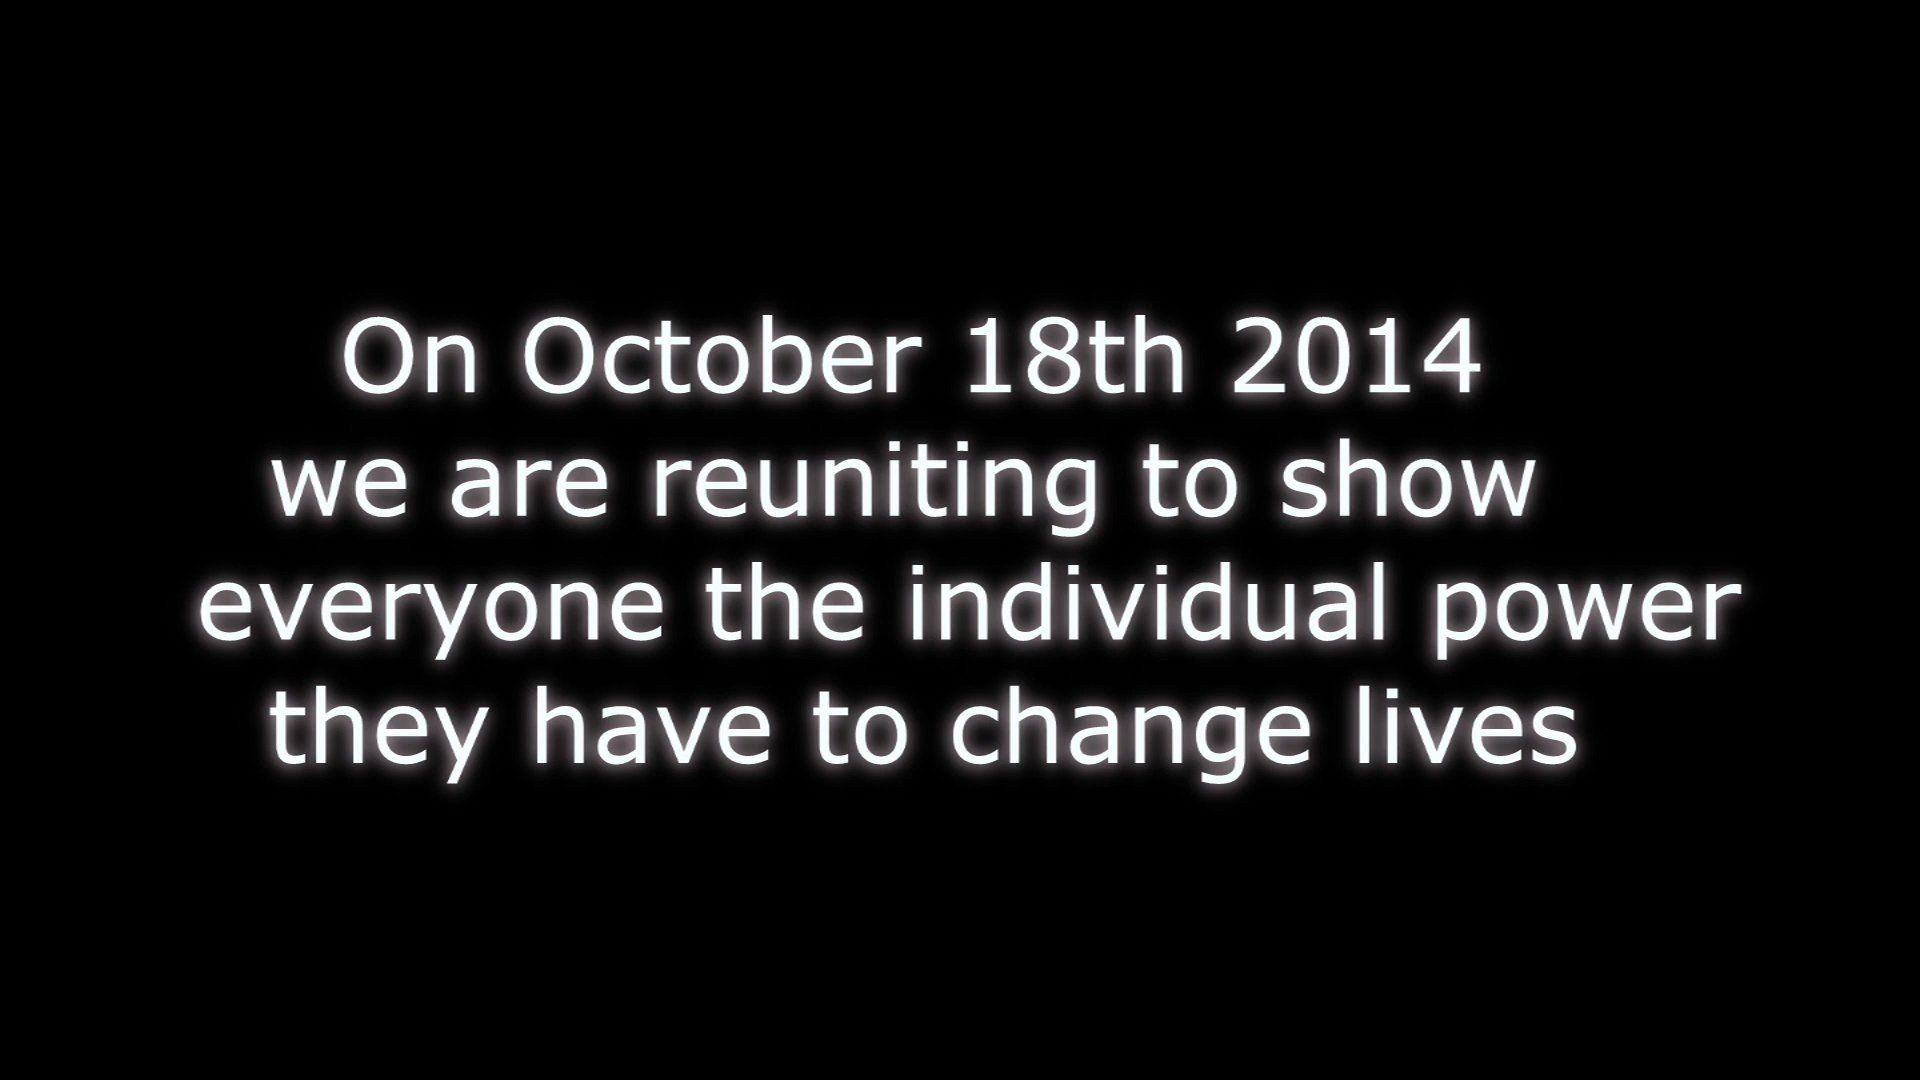 On October 18th 2014
we are reuniting to show
everyone the individual power
they have to change lives